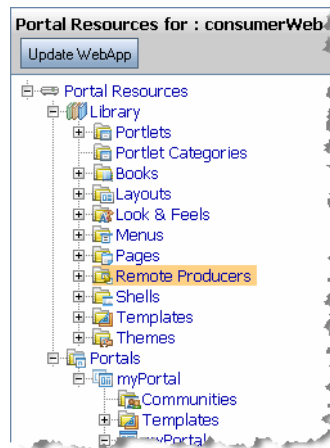 Portal Resources for : consumerWeb
Update WebApp
Portal Resources
Library
Portlets
Portlet Categories
Books
Layouts
Look & Feels
Menus
Pages
Remote Producers
Shells
Templates
Themes
Portals
myPortal
Communities
Templates
myPortal